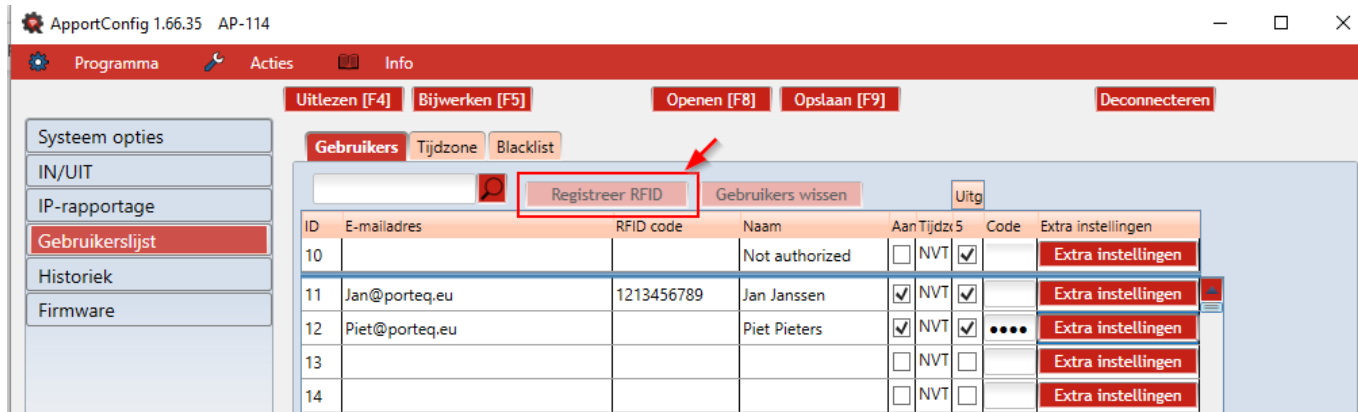 ApportConfig 1.66.35 AP-114
Programma Acties Info
Uitlezen [F4] Bijwerken [F5] Openen [F8] Opslaan [F9] Deconnecteren
Systeem opties
IN/UIT
IP-rapportage
Gebruikerslijst
Historiek
Firmware
Gebruikers Tijdzone Blacklist
Registreer RFID Gebruikers wissen Uitg
ID E-mailadres RFID code Naam Aan Tijdz 5 Code Extra instellingen
10 Not authorized NVT Extra instellingen
11 Jan@porteq.eu 1213456789 Jan Janssen NVT Extra instellingen
12 Piet@porteq.eu Piet Pieters NVT •••• Extra instellingen
13 NVT Extra instellingen
14 NVT Extra instellingen